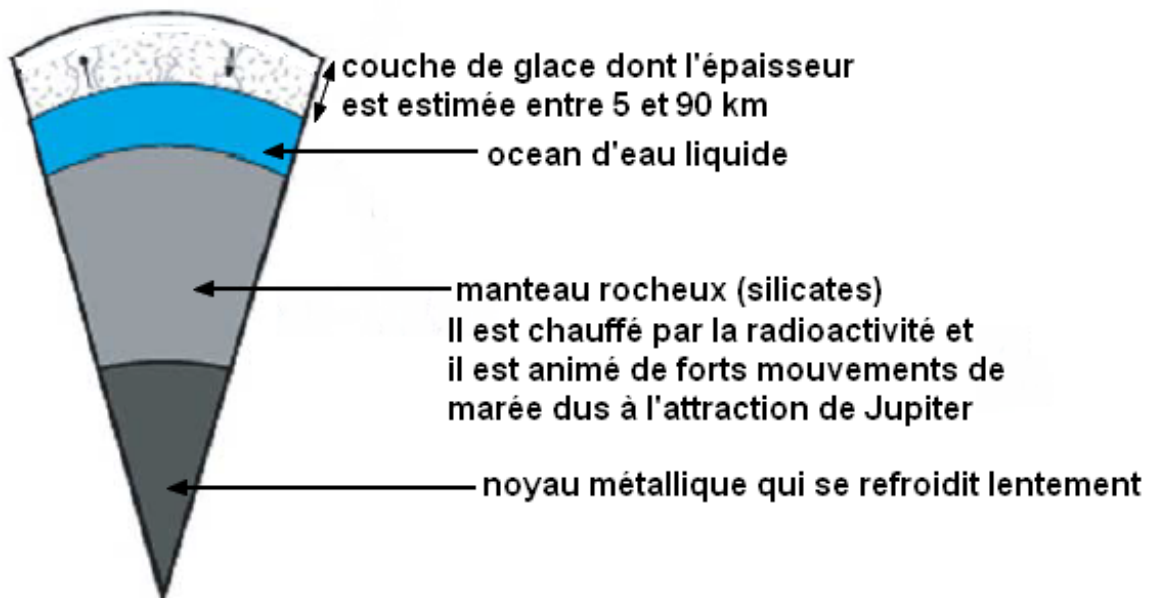 couche de glace dont l'épaisseur
est estimée entre 5 et 90 km
ocean d'eau liquide
manteau rocheux (silicates)
Il est chauffé par la radioactivité et
il est animé de forts mouvements de
marée dus à l'attraction de Jupiter
noyau métallique qui se refroidit lentement